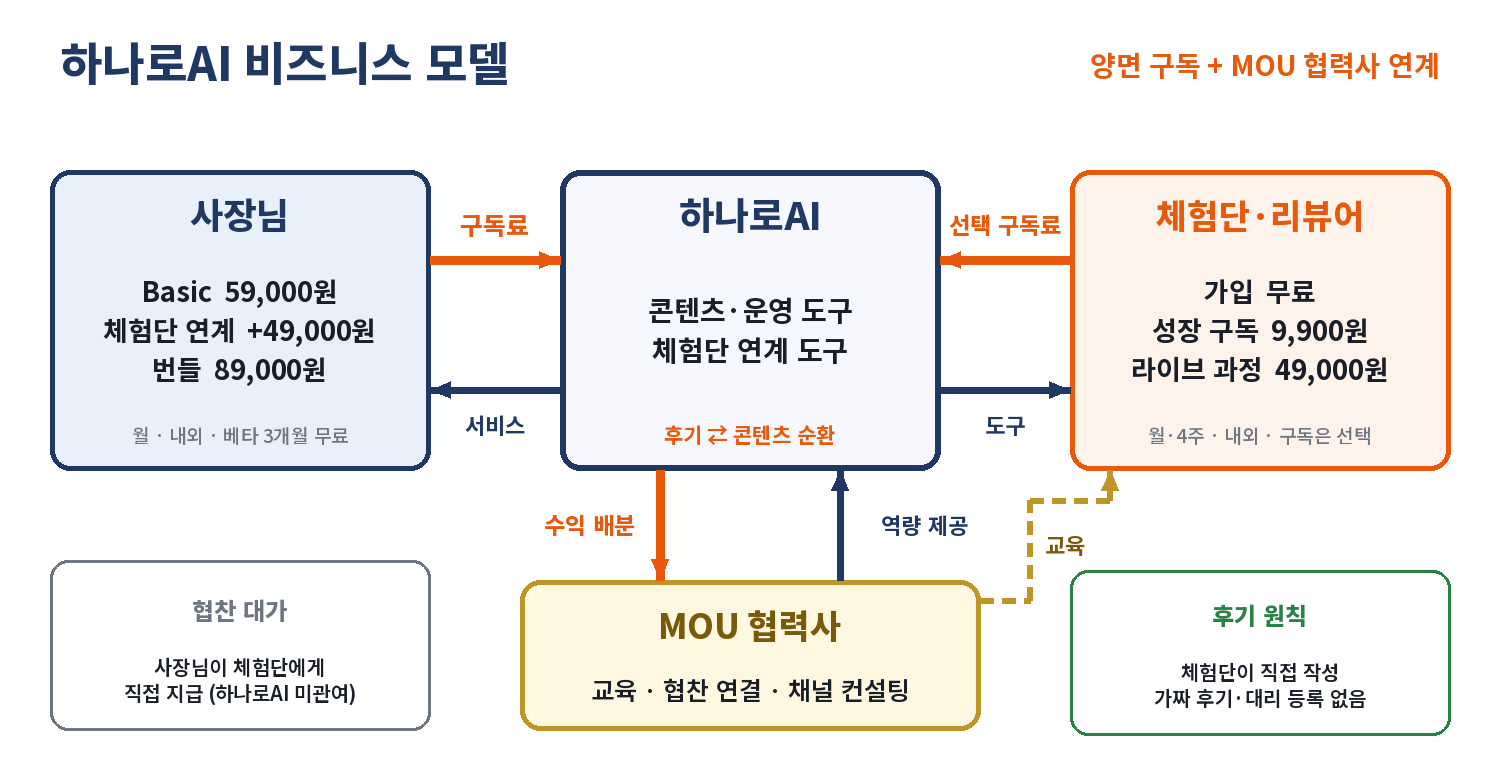 하나로AI 비즈니스 모델
양면 구독 + MOU 협력사 연계
사장님
Basic 59,000원
체험단 연계 +49,000원
번들 89,000원
월 · 내외 · 베타 3개월 무료
구독료
서비스
하나로AI
콘텐츠·운영 도구
체험단 연계 도구
후기 ⇄ 콘텐츠 순환
선택 구독료
도구
체험단·리뷰어
가입 무료
성장 구독 9,900원
라이브 과정 49,000원
월·4주 · 내외 · 구독은 선택
수익 배분
역량 제공
교육
협찬 대가
사장님이 체험단에게
직접 지급 (하나로AI 미관여)
MOU 협력사
교육 · 협찬 연결 · 채널 컨설팅
후기 원칙
체험단이 직접 작성
가짜 후기·대리 등록 없음